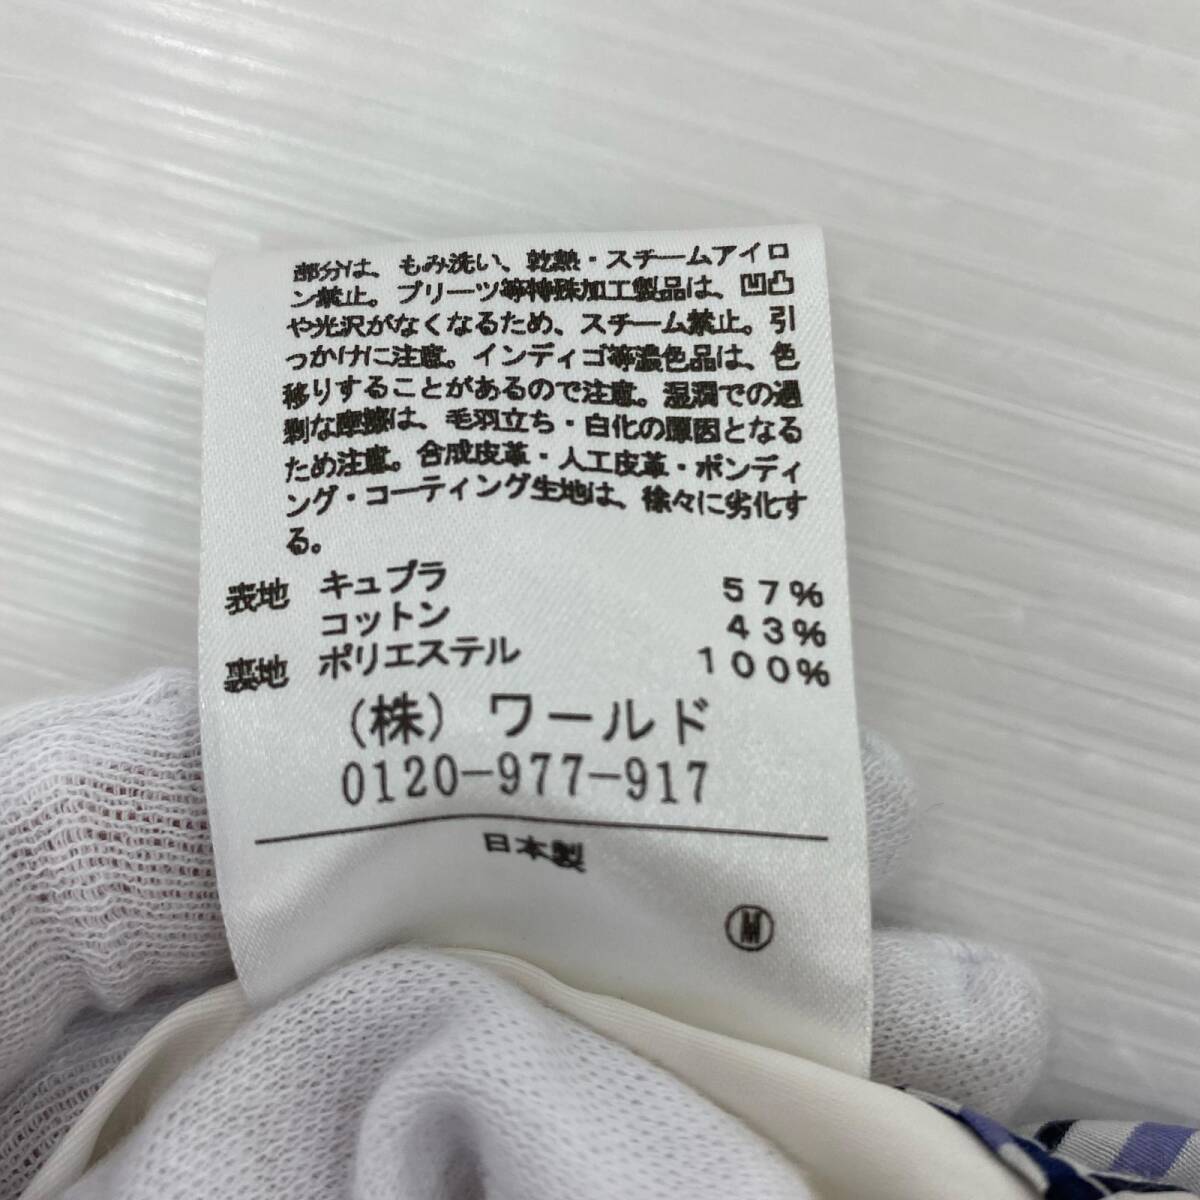 部分は、もみ洗い、乾熱・スチームアイロ
ン禁止。プリーツ等特殊加工製品は、凹凸
や光沢がなくなるため、スチーム禁止。引
っかけに注意。インディゴ等濃色品は、色
移りすることがあるので注意。湿潤での過
剰な摩擦は、毛羽立ち・白化の原因となる
ため注意。合成皮革・人工皮革・ボンディ
ング・コーティング生地は、徐々に劣化す
る。
表地 キュプラ 57%
コットン 43%
裏地 ポリエステル 100%
(株) ワールド
0120-977-917
日本製
M